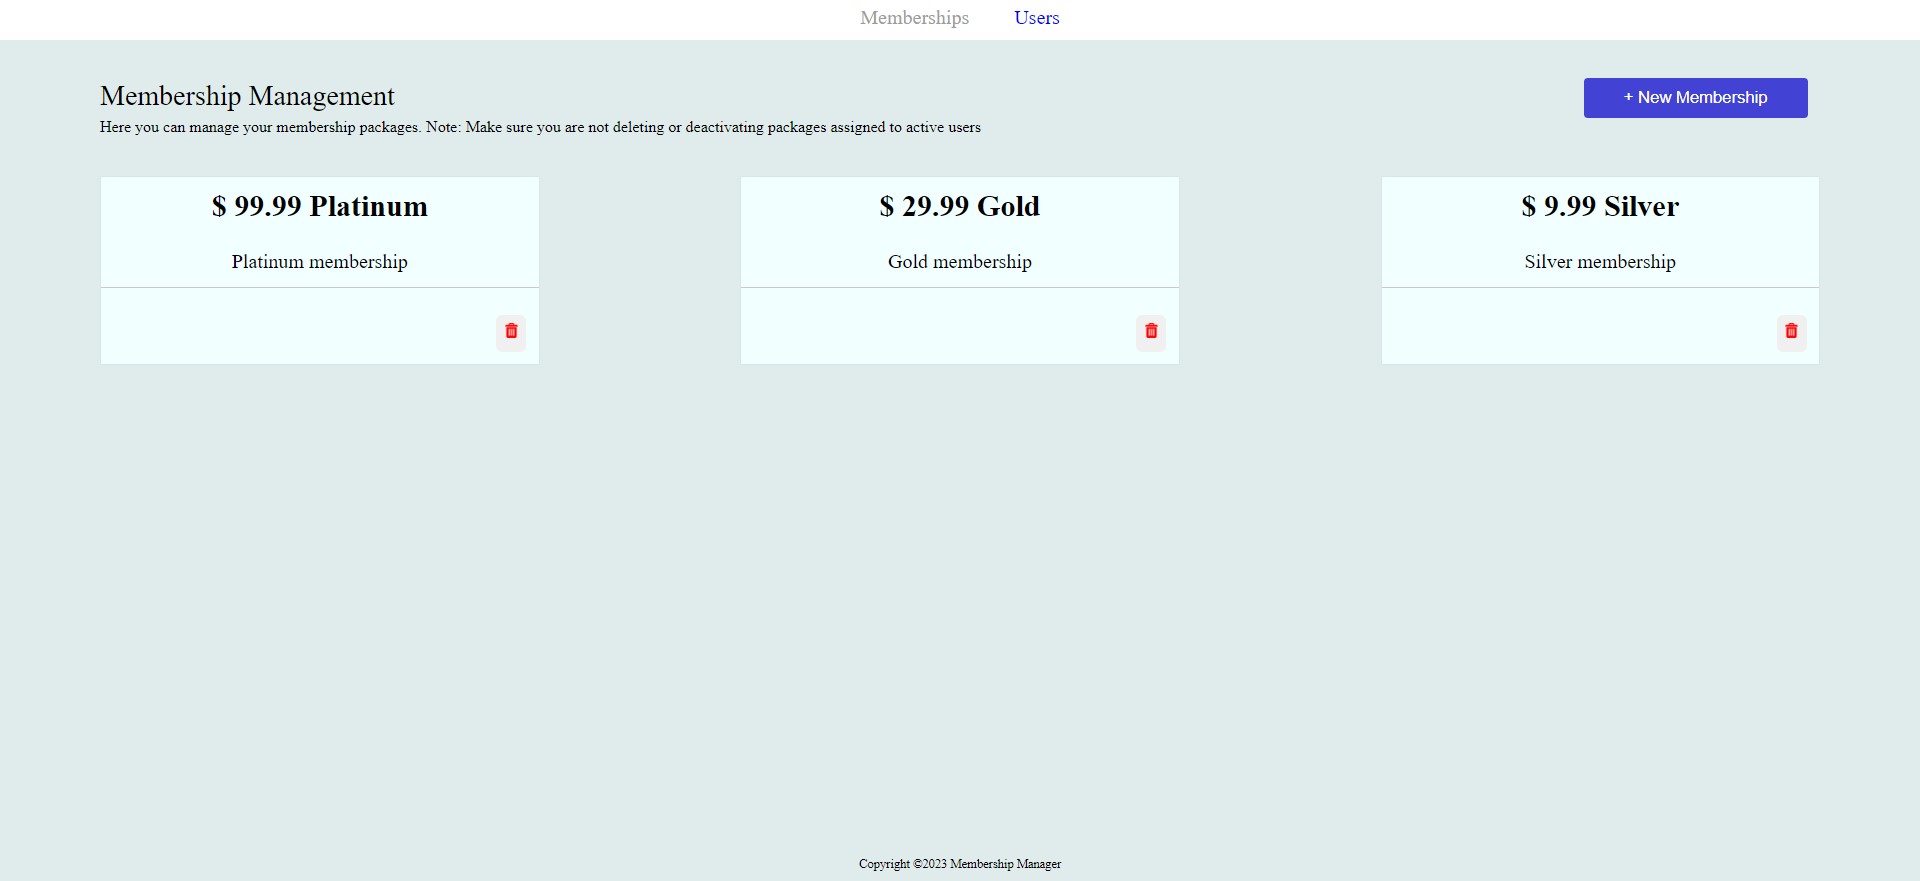 Memberships Users
Membership Management
+ New Membership
Here you can manage your membership packages. Note: Make sure you are not deleting or deactivating packages assigned to active users
$ 99.99 Platinum
Platinum membership
$ 29.99 Gold
Gold membership
$ 9.99 Silver
Silver membership
Copyright ©2023 Membership Manager